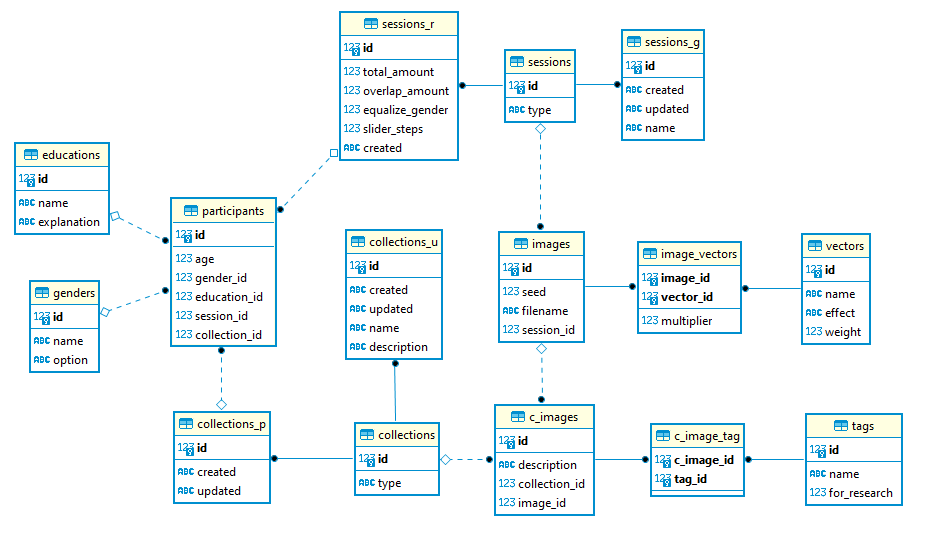 sessions_r
123 id
123 total_amount
123 overlap_amount
123 equalize_gender
123 slider_steps
ABC created
sessions
123 id
ABC type
sessions_g
123 id
ABC created
ABC updated
ABC name
educations
123 id
ABC name
ABC explanation
participants
123 id
123 age
123 gender_id
123 education_id
123 session_id
123 collection_id
collections_u
123 id
ABC created
ABC updated
ABC name
ABC description
images
123 id
123 seed
ABC filename
123 session_id
image_vectors
123 image_id
123 vector_id
123 multiplier
vectors
123 id
ABC name
ABC effect
123 weight
genders
123 id
ABC name
ABC option
collections_p
123 id
ABC created
ABC updated
collections
123 id
ABC type
c_images
123 id
ABC description
123 collection_id
123 image_id
c_image_tag
123 c_image_id
123 tag_id
tags
123 id
ABC name
123 for_research